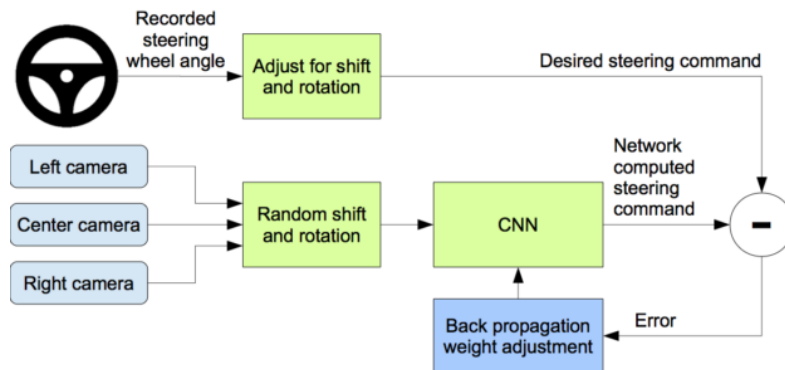 Recorded
steering
wheel angle
Adjust for shift
and rotation
Desired steering command
Left camera
Center camera
Right camera
Random shift
and rotation
CNN
Network
computed
steering
command
-
Back propagation
weight adjustment
Error